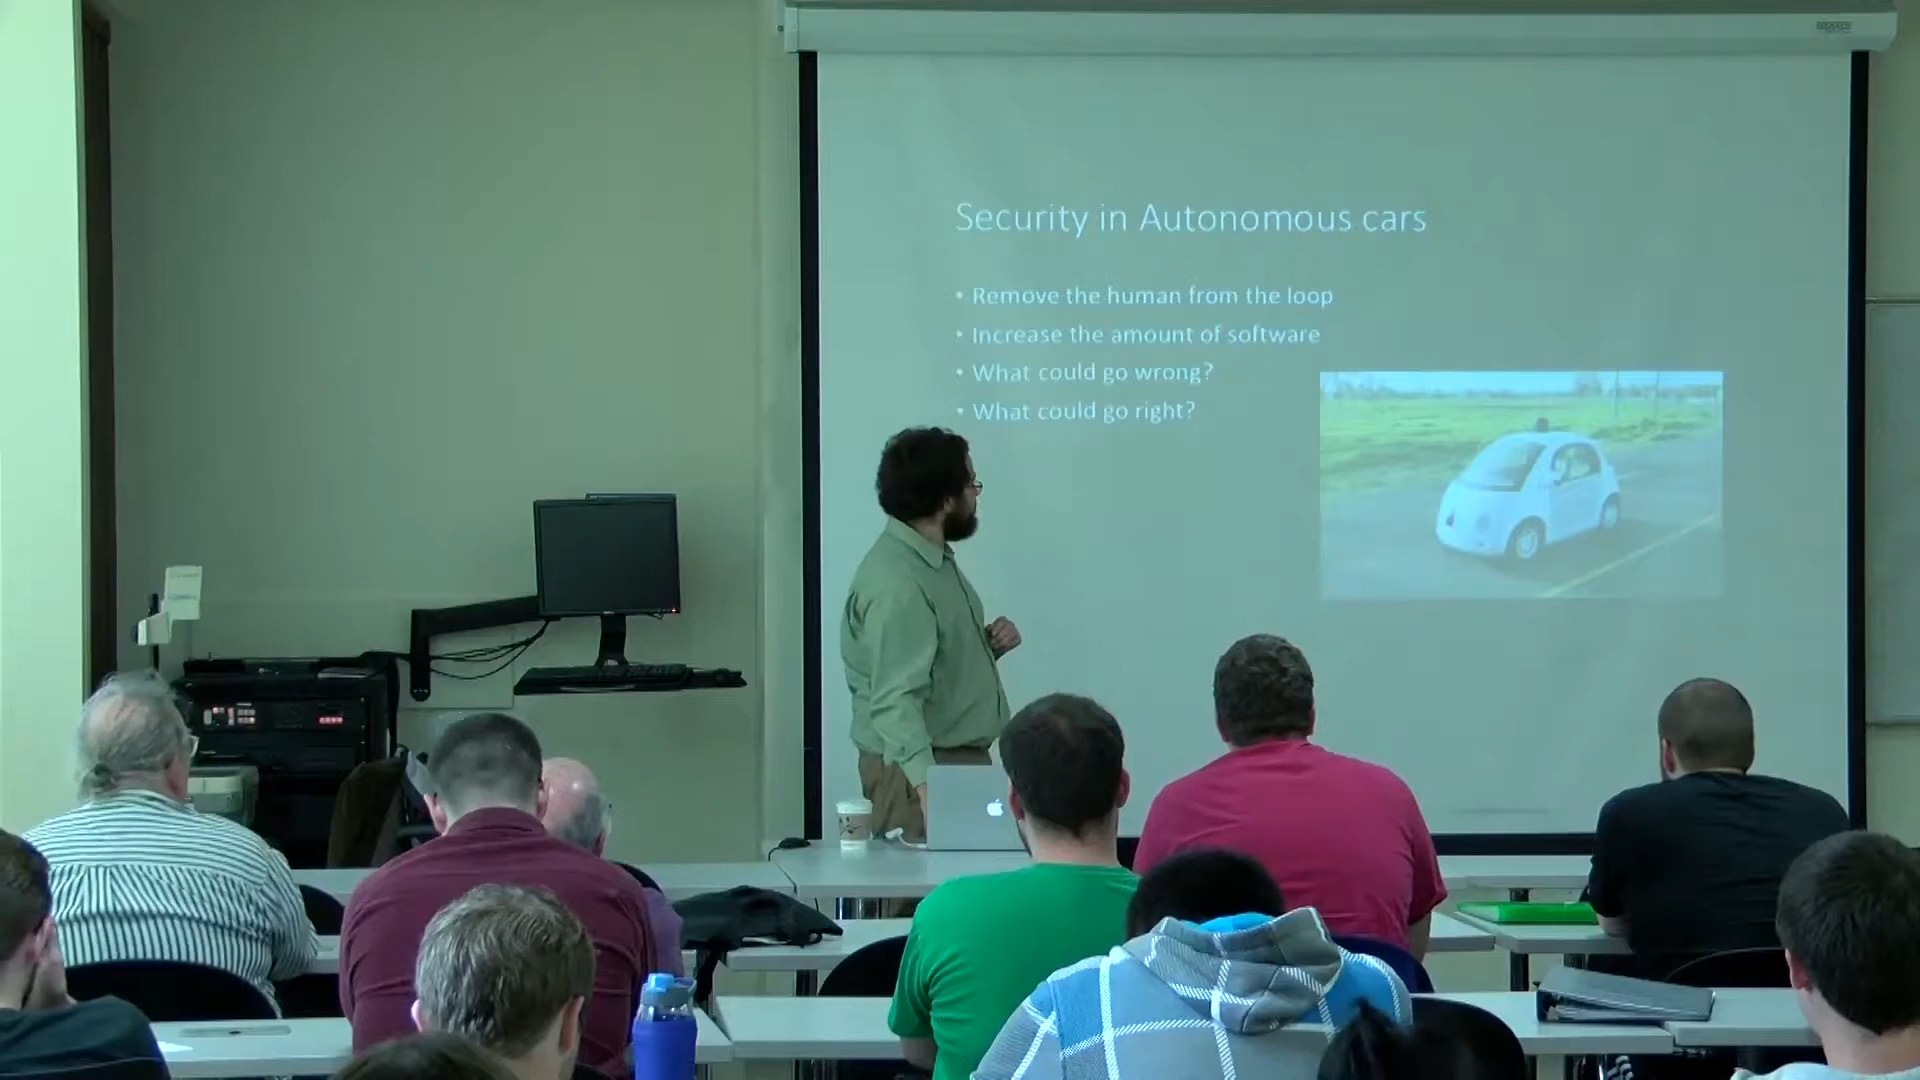 Security in Autonomous cars
• Remove the human from the loop
• Increase the amount of software
• What could go wrong?
• What could go right?